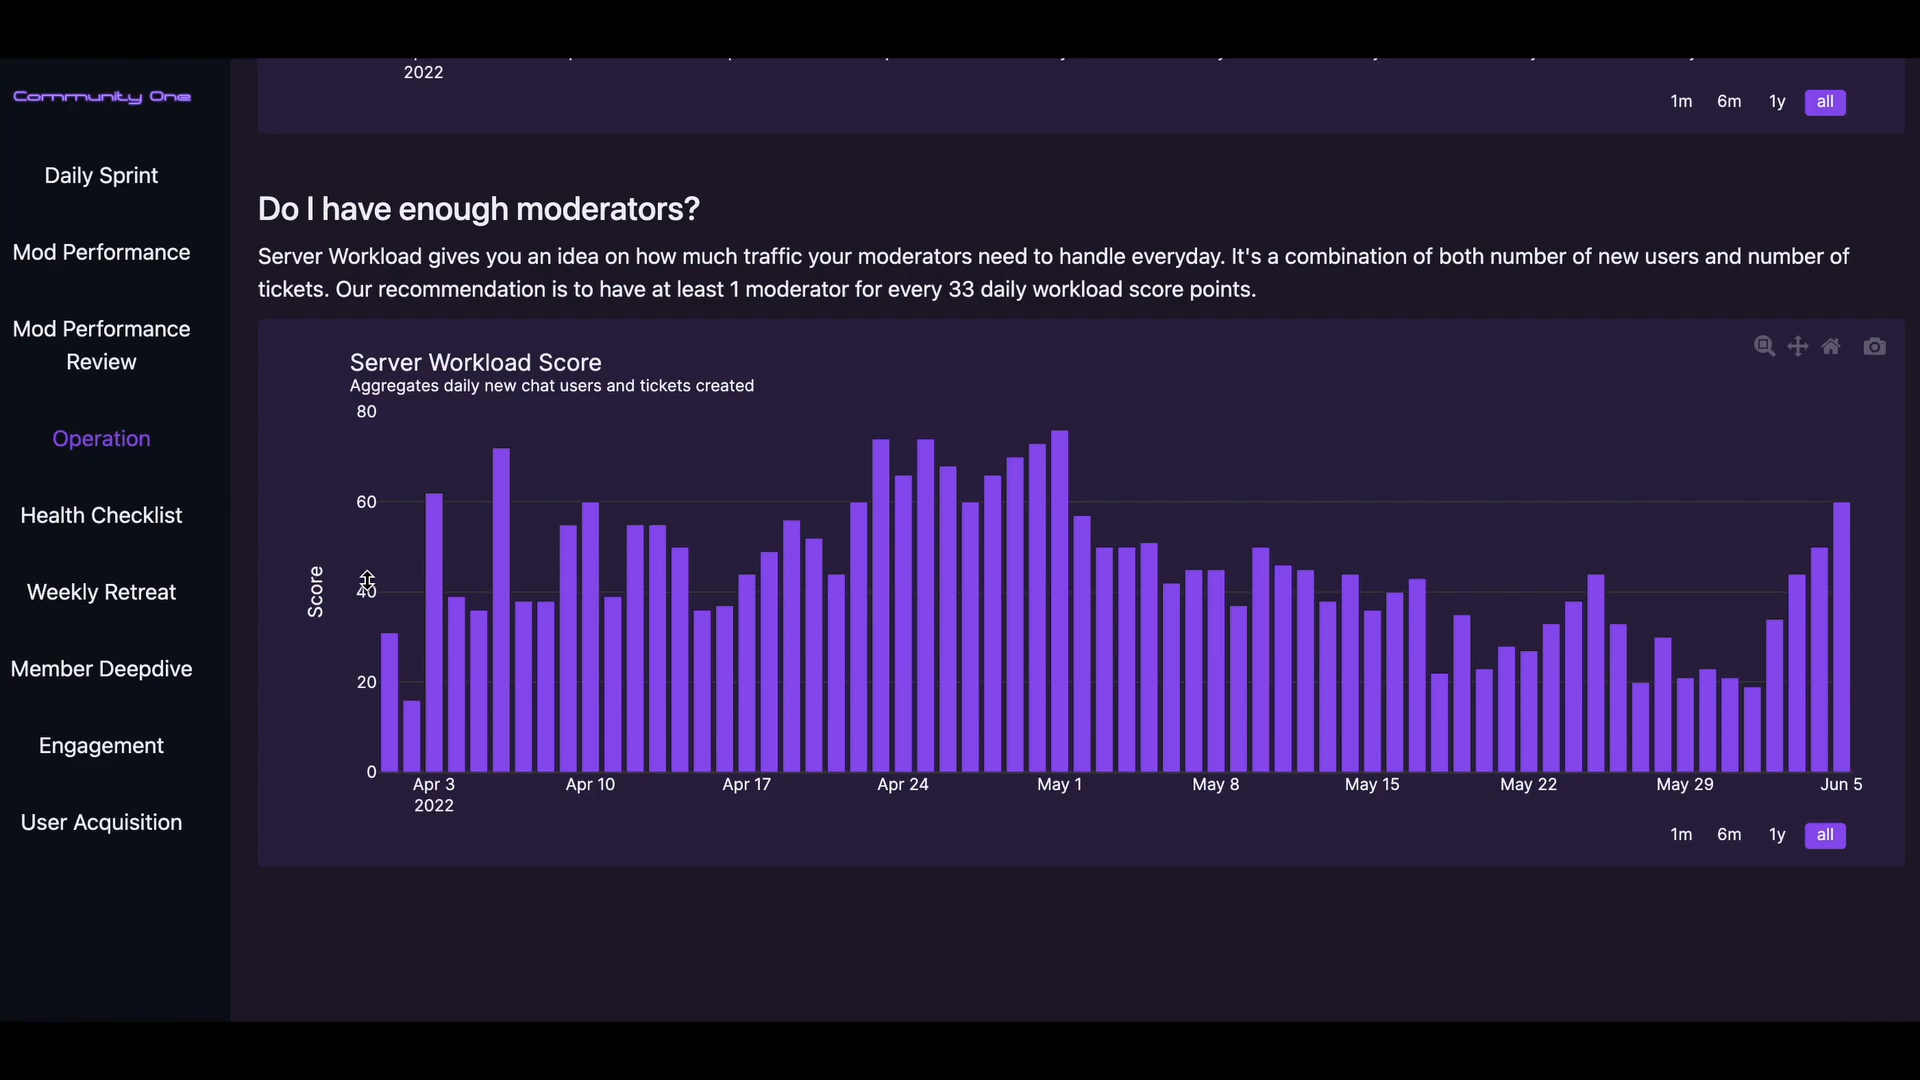 2022
1m 6m 1y all
Community One
Daily Sprint
Mod Performance
Mod Performance
Review
Operation
Health Checklist
Weekly Retreat
Member Deepdive
Engagement
User Acquisition
Do I have enough moderators?
Server Workload gives you an idea on how much traffic your moderators need to handle everyday. It's a combination of both number of new users and number of
tickets. Our recommendation is to have at least 1 moderator for every 33 daily workload score points.
Server Workload Score
Aggregates daily new chat users and tickets created
80
60
40
20
0
Score
Apr 3 Apr 10 Apr 17 Apr 24 May 1 May 8 May 15 May 22 May 29 Jun 5
2022
1m 6m 1y all